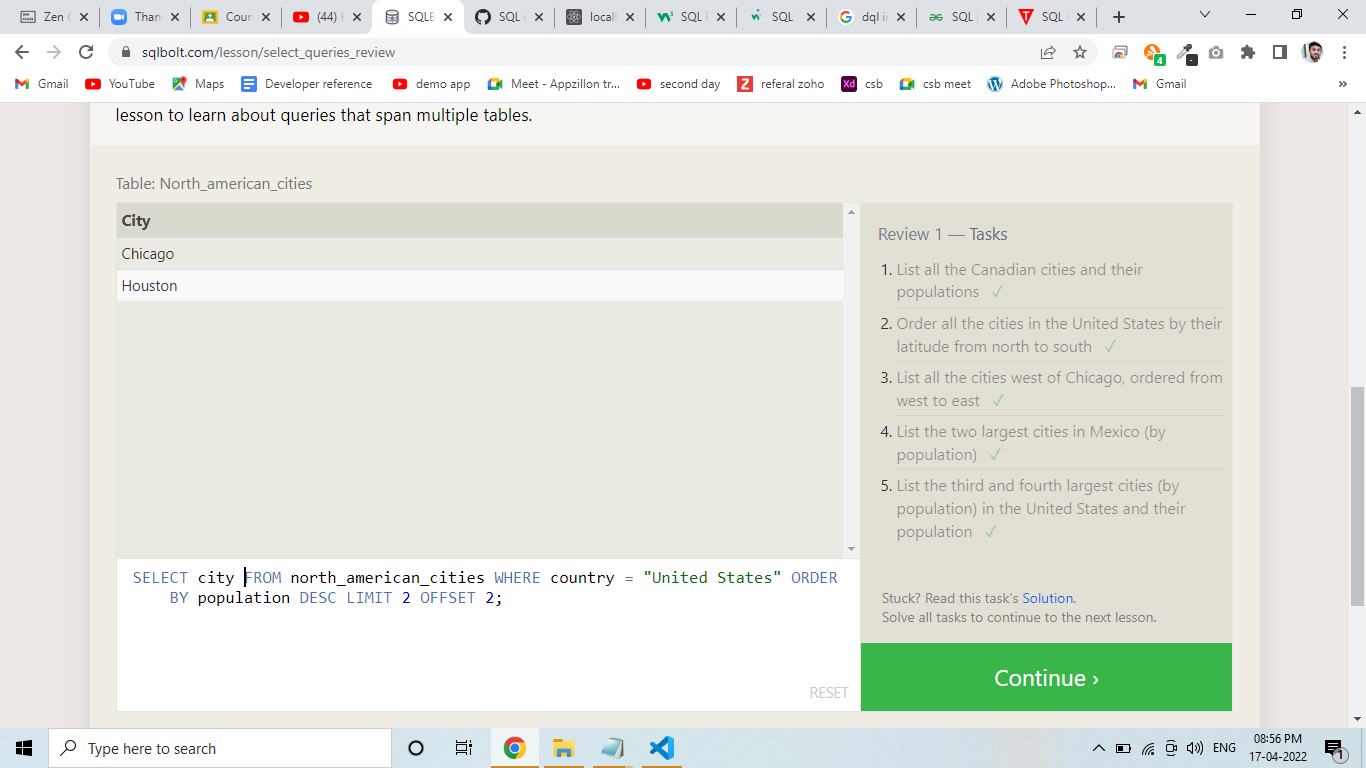 Zen C
Than
Cour
(44) H
SQLB
SQL c
locall
SQL F
SQL T
dql in
SQL |
SQL (
sqlbolt.com/lesson/select_queries_review
4
Gmail
YouTube
Maps
Developer reference
demo app
Meet - Appzillon tr...
second day
referal zoho
Xd
csb
csb meet
Adobe Photoshop...
Gmail
»
lesson to learn about queries that span multiple tables.
Table: North_american_cities
City
Chicago
Houston
Review 1 — Tasks
1. List all the Canadian cities and their
populations ✓
2. Order all the cities in the United States by their
latitude from north to south ✓
3. List all the cities west of Chicago, ordered from
west to east ✓
4. List the two largest cities in Mexico (by
population) ✓
5. List the third and fourth largest cities (by
population) in the United States and their
population ✓
SELECT city FROM north_american_cities WHERE country = "United States" ORDER
BY population DESC LIMIT 2 OFFSET 2;
RESET
Stuck? Read this task's Solution.
Solve all tasks to continue to the next lesson.
Continue ›
Type here to search
ENG
08:56 PM
17-04-2022
1